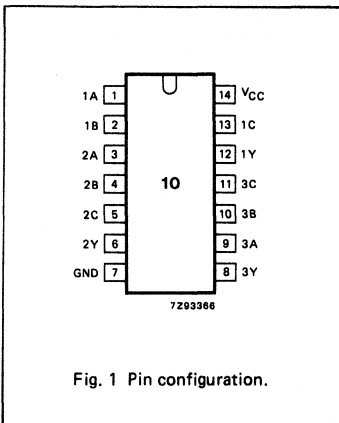 1A 1 14 VCC
1B 2 13 1C
2A 3 12 1Y
2B 4 10 11 3C
2C 5 10 3B
2Y 6 9 3A
GND 7 8 3Y
7Z93366
Fig. 1 Pin configuration.